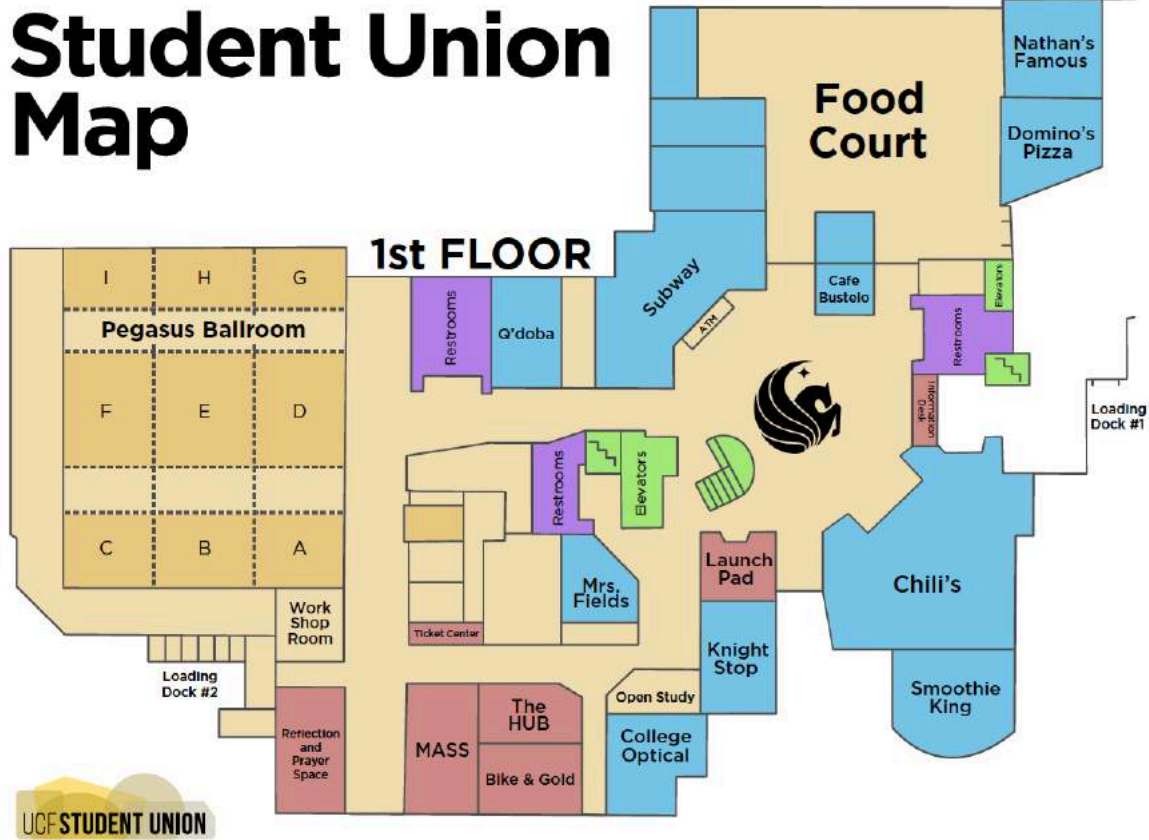 Student Union
Map
1st FLOOR
Food
Court
Nathan's
Famous
Domino's
Pizza
Subway
ATM
Cafe
Bustelo
Elevators
Restrooms
Information
Desk
Loading
Dock #1
I
H
G
Pegasus Ballroom
F
E
D
C
B
A
Restrooms
Q'doba
Restrooms
Elevators
Mrs.
Fields
Launch
Pad
Chili's
Work
Shop
Room
Ticket Center
Knight
Stop
Loading
Dock #2
Open Study
Smoothie
King
Reflection
and
Prayer
Space
MASS
The
HUB
Bike & Gold
College
Optical
UCF STUDENT UNION